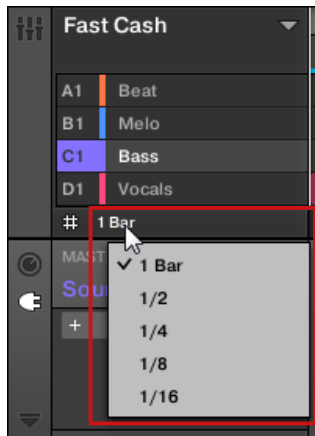 Fast Cash
A1 Beat
B1 Melo
C1 Bass
D1 Vocals
# 1 Bar
✓ 1 Bar
1/2
1/4
1/8
1/16
+